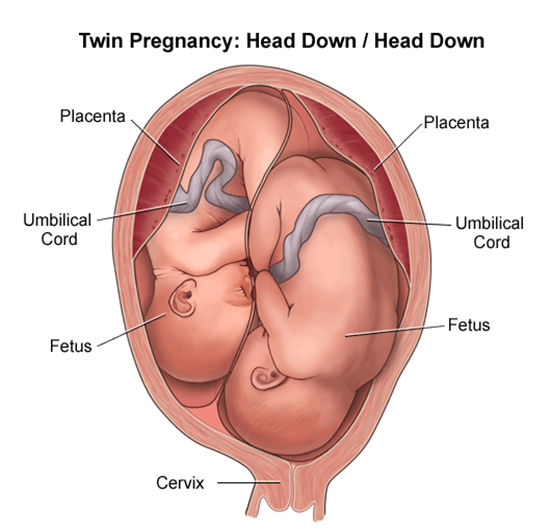 Twin Pregnancy: Head Down / Head Down
Placenta
Placenta
Umbilical
Cord
Umbilical
Cord
Fetus
Fetus
Cervix